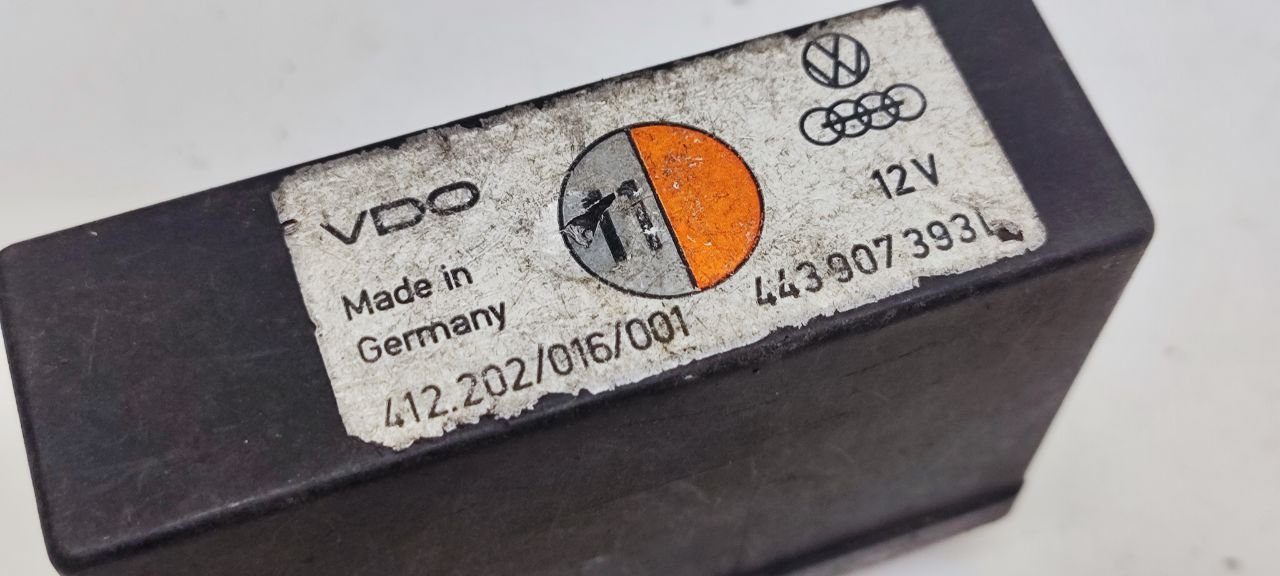 VDO
Made in
Germany
412.202/016/001
12V
443 907 393